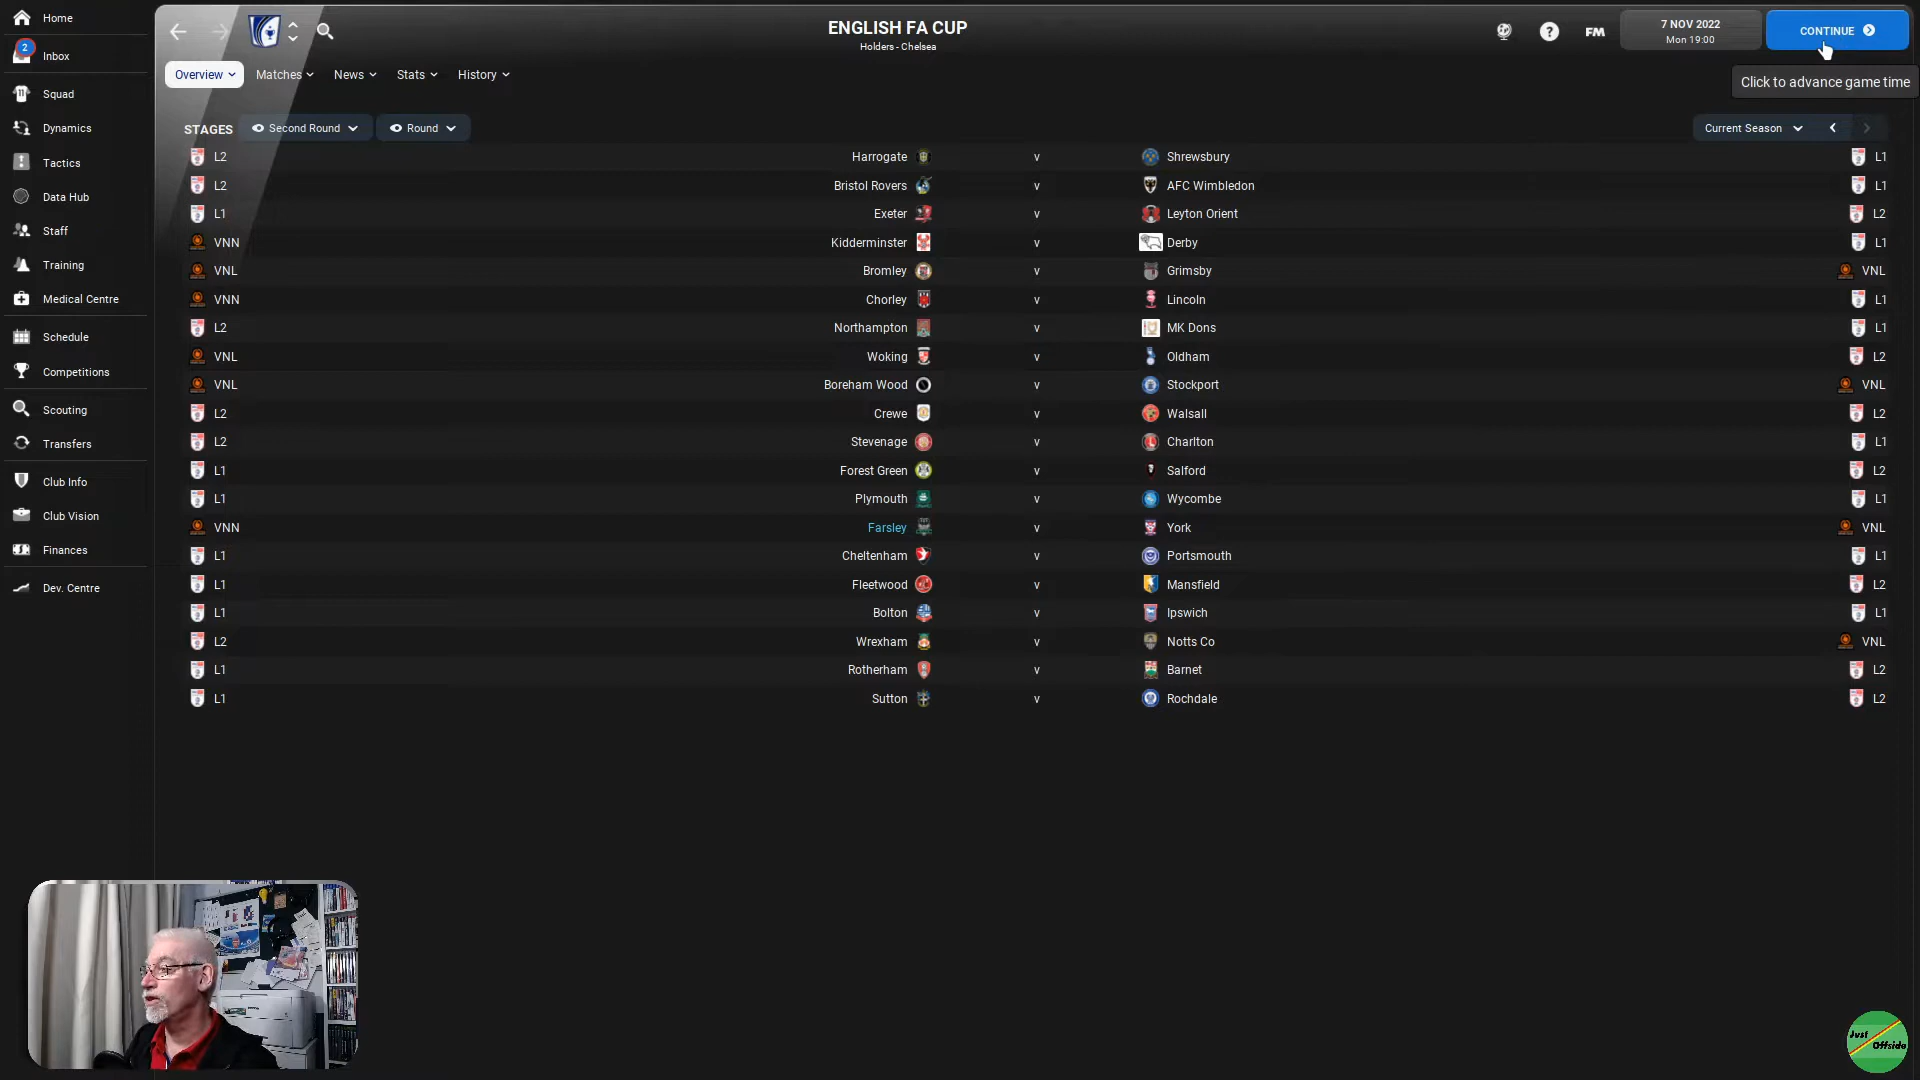 Home
2
Inbox
Squad
Dynamics
Tactics
Data Hub
Staff
Training
Medical Centre
Schedule
Competitions
Scouting
Transfers
Club Info
Club Vision
Finances
Dev. Centre
ENGLISH FA CUP
Holders - Chelsea
FM
7 NOV 2022
Mon 19:00
CONTINUE
Click to advance game time
Overview Matches News Stats History
STAGES Second Round Round Current Season
L2 Harrogate v Shrewsbury L1
L2 Bristol Rovers v AFC Wimbledon L1
L1 Exeter v Leyton Orient L2
VNN Kidderminster v Derby L1
VNL Bromley v Grimsby VNL
VNN Chorley v Lincoln L1
L2 Northampton v MK Dons L1
VNL Woking v Oldham L2
VNL Boreham Wood v Stockport VNL
L2 Crewe v Walsall L2
L2 Stevenage v Charlton L1
L1 Forest Green v Salford L2
L1 Plymouth v Wycombe L1
VNN Farsley v York VNL
L1 Cheltenham v Portsmouth L1
L1 Fleetwood v Mansfield L2
L1 Bolton v Ipswich L1
L2 Wrexham v Notts Co VNL
L1 Rotherham v Barnet L2
L1 Sutton v Rochdale L2
Just
Offside